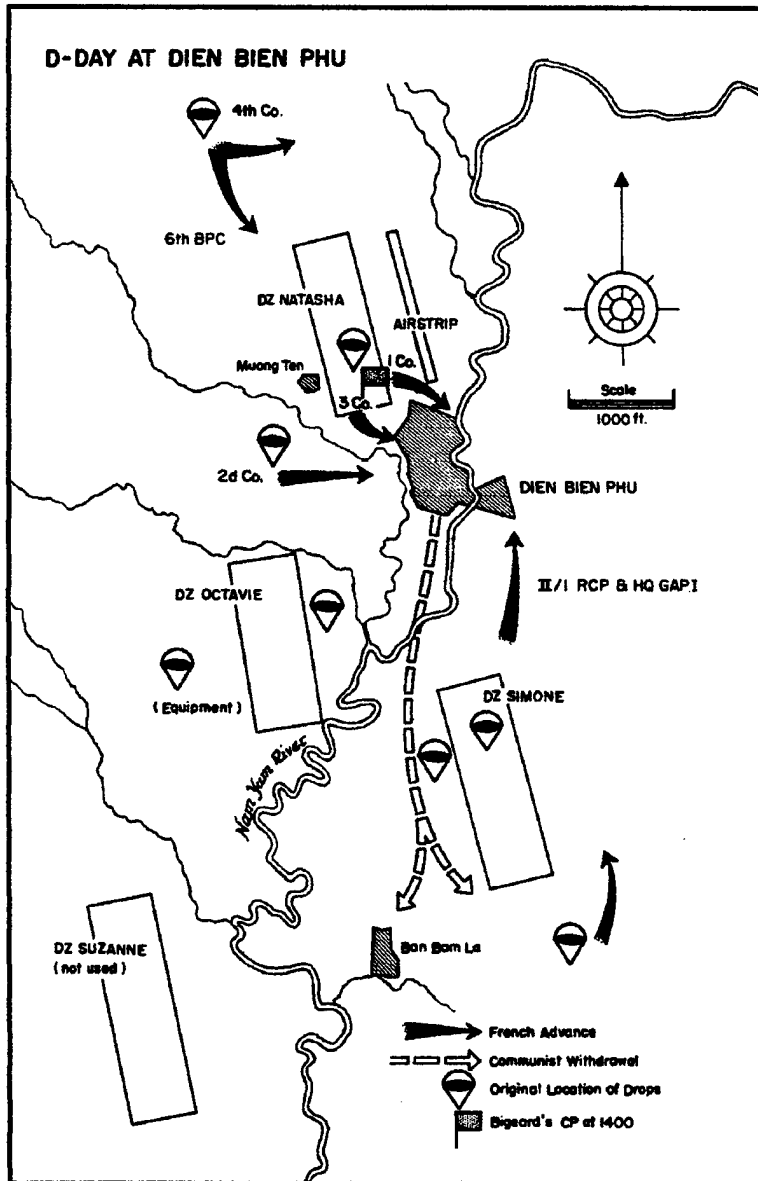 D-DAY AT DIEN BIEN PHU
4th Co.
6th BPC
DZ NATASHA
AIRSTRIP
Muong Ten
1 Co.
3 Co.
Scale
1000 ft.
2d Co.
DIEN BIEN PHU
DZ OCTAVIE
II/1 RCP & HQ GAP.I
(Equipment)
DZ SIMONE
Nam Yum River
DZ SUZANNE
(not used)
Ban Bom La
French Advance
Communist Withdrawal
Original Location of Drops
Bigeard's CP at 1400